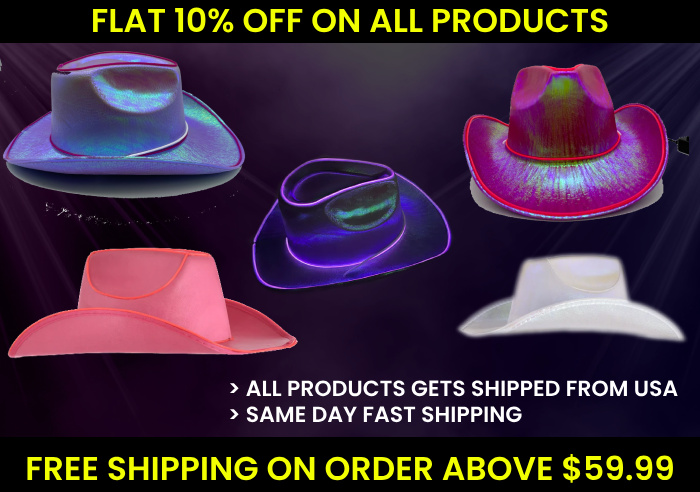 FLAT 10% OFF ON ALL PRODUCTS
> ALL PRODUCTS GETS SHIPPED FROM USA
> SAME DAY FAST SHIPPING
FREE SHIPPING ON ORDER ABOVE $59.99